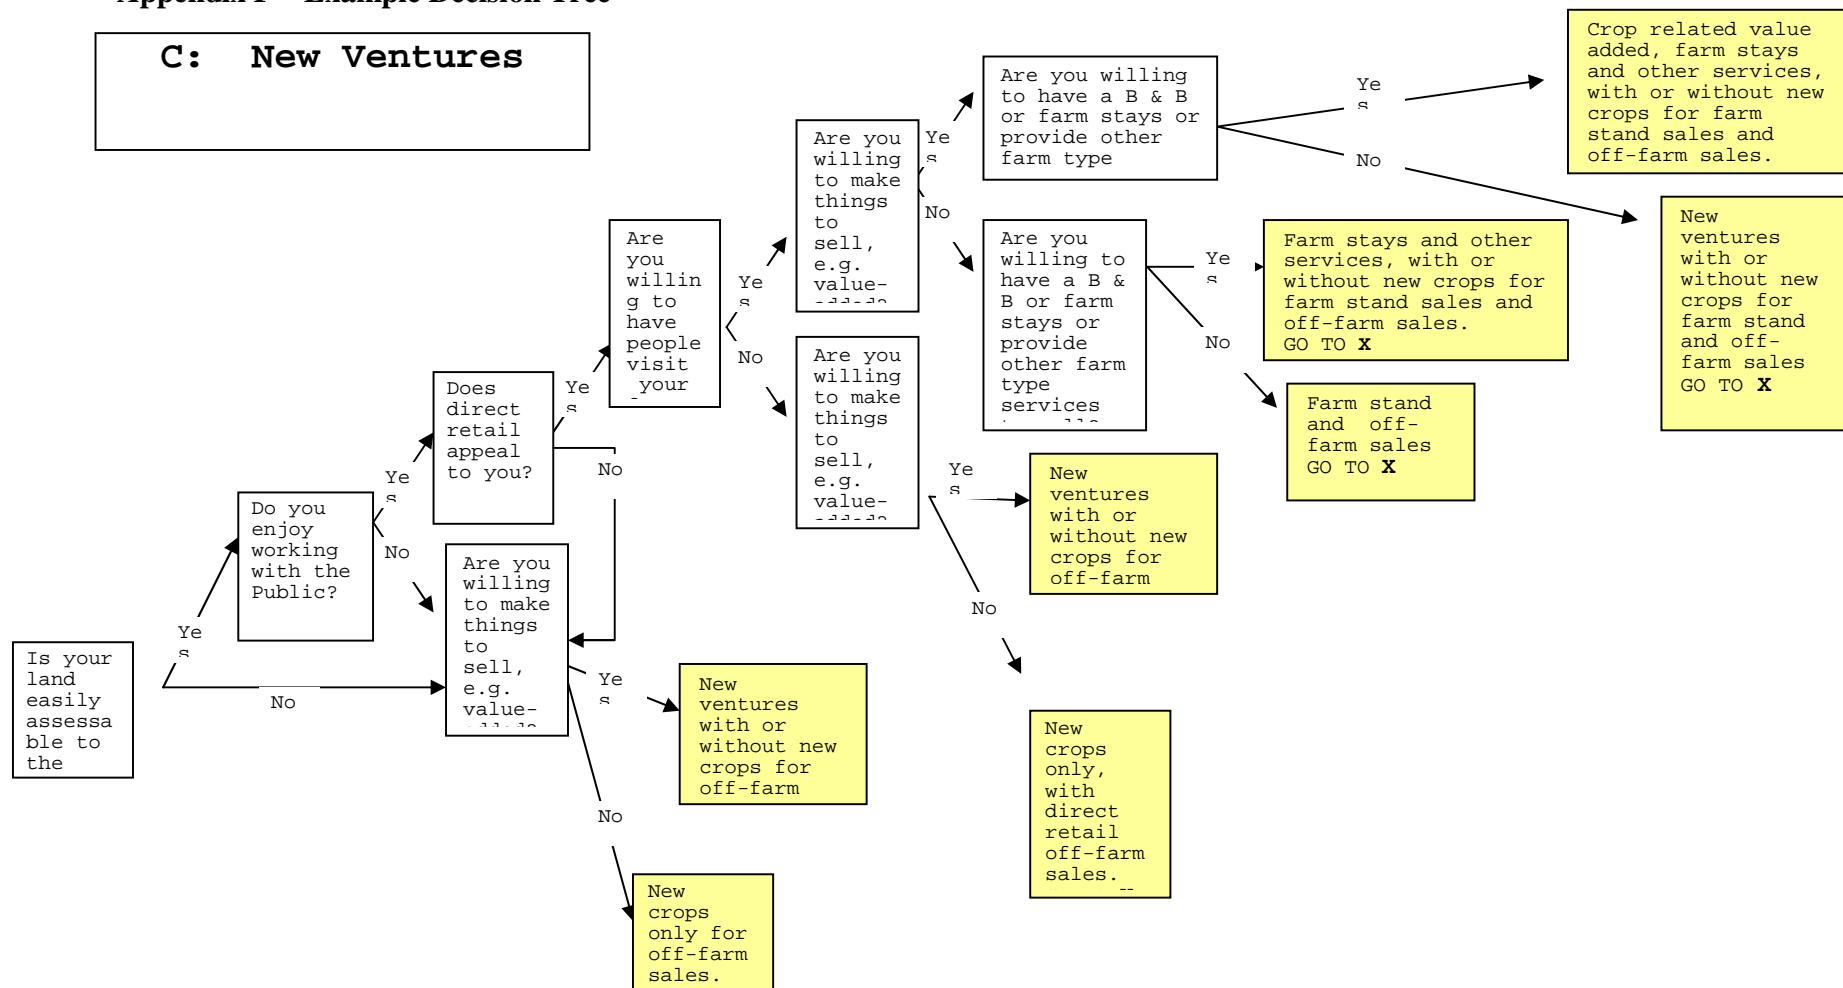 Appendix 1 – Example Decision Tree
C: New Ventures
Is your
land
easily
assessa
ble to
the
Ye
s
No
Do you
enjoy
working
with the
Public?
Ye
s
No
Does
direct
retail
appeal
to you?
Ye
s
No
Are you
willing
to make
things
to
sell,
e.g.
value-
added?
Ye
s
No
New
ventures
with or
without new
crops for
off-farm
New
crops
only for
off-farm
sales.
Are
you
willin
g to
have
people
visit
your
Ye
s
No
Are you
willing
to make
things
to
sell,
e.g.
value-
added?
Ye
s
No
Are you
willing
to make
things
to
sell,
e.g.
value-
added?
Ye
s
No
New
ventures
with or
without new
crops for
off-farm
New
crops
only,
with
direct
retail
off-farm
sales.
Are you willing
to have a B & B
or farm stays or
provide other
farm type
Ye
s
No
Are you
willing to
have a B &
B or farm
stays or
provide
other farm
type
services
Ye
s
No
Crop related value
added, farm stays
and other services,
with or without new
crops for farm
stand sales and
off-farm sales.
New
ventures
with or
without new
crops for
farm stand
and off-
farm sales
GO TO X
Farm stays and other
services, with or
without new crops for
farm stand sales and
off-farm sales.
GO TO X
Farm stand
and off-
farm sales
GO TO X